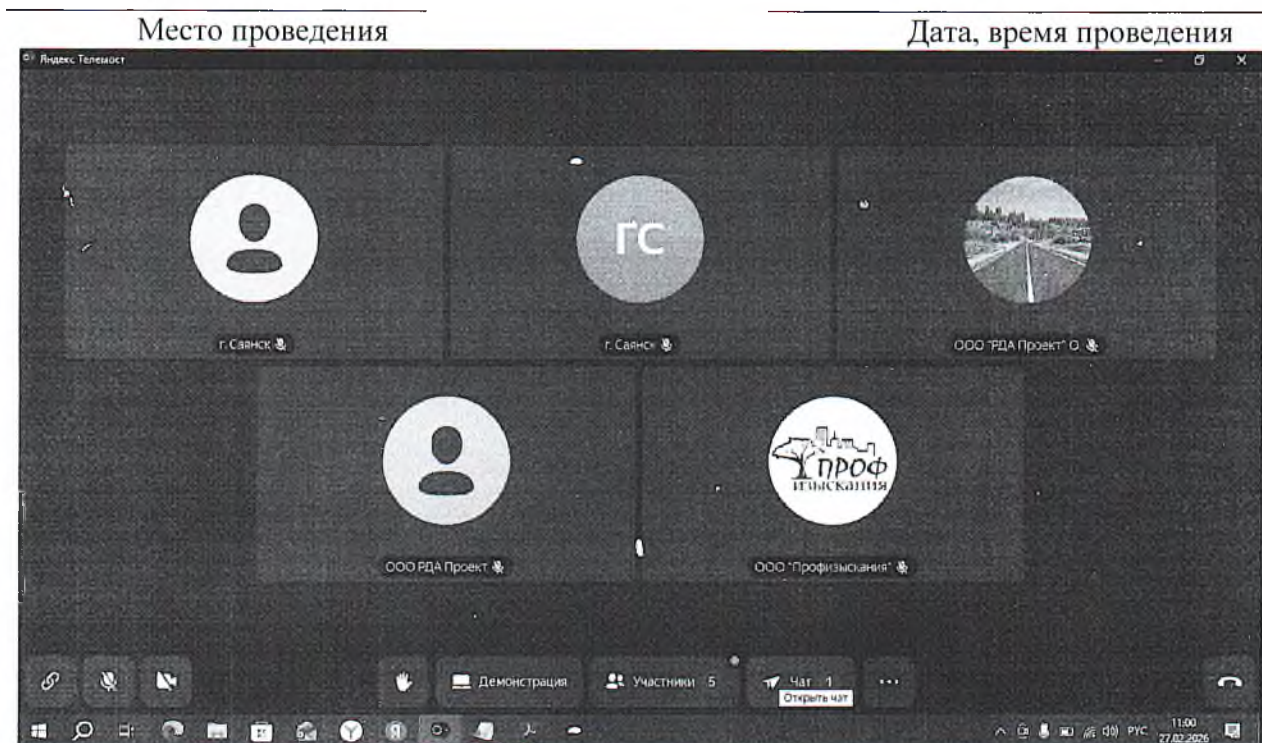 Место проведения
Дата, время проведения
Яндекс Телемост
ГС
г. Саянск
г. Саянск
ООО "РДА Проект" О.
ПРОФ
ИЗЫСКАНИЯ
ООО РДА Проект
ООО "Профизыскания"
Демонстрация
Участники 5
Чат 1
Открыть чат
РУС
11:00
27.02.2026